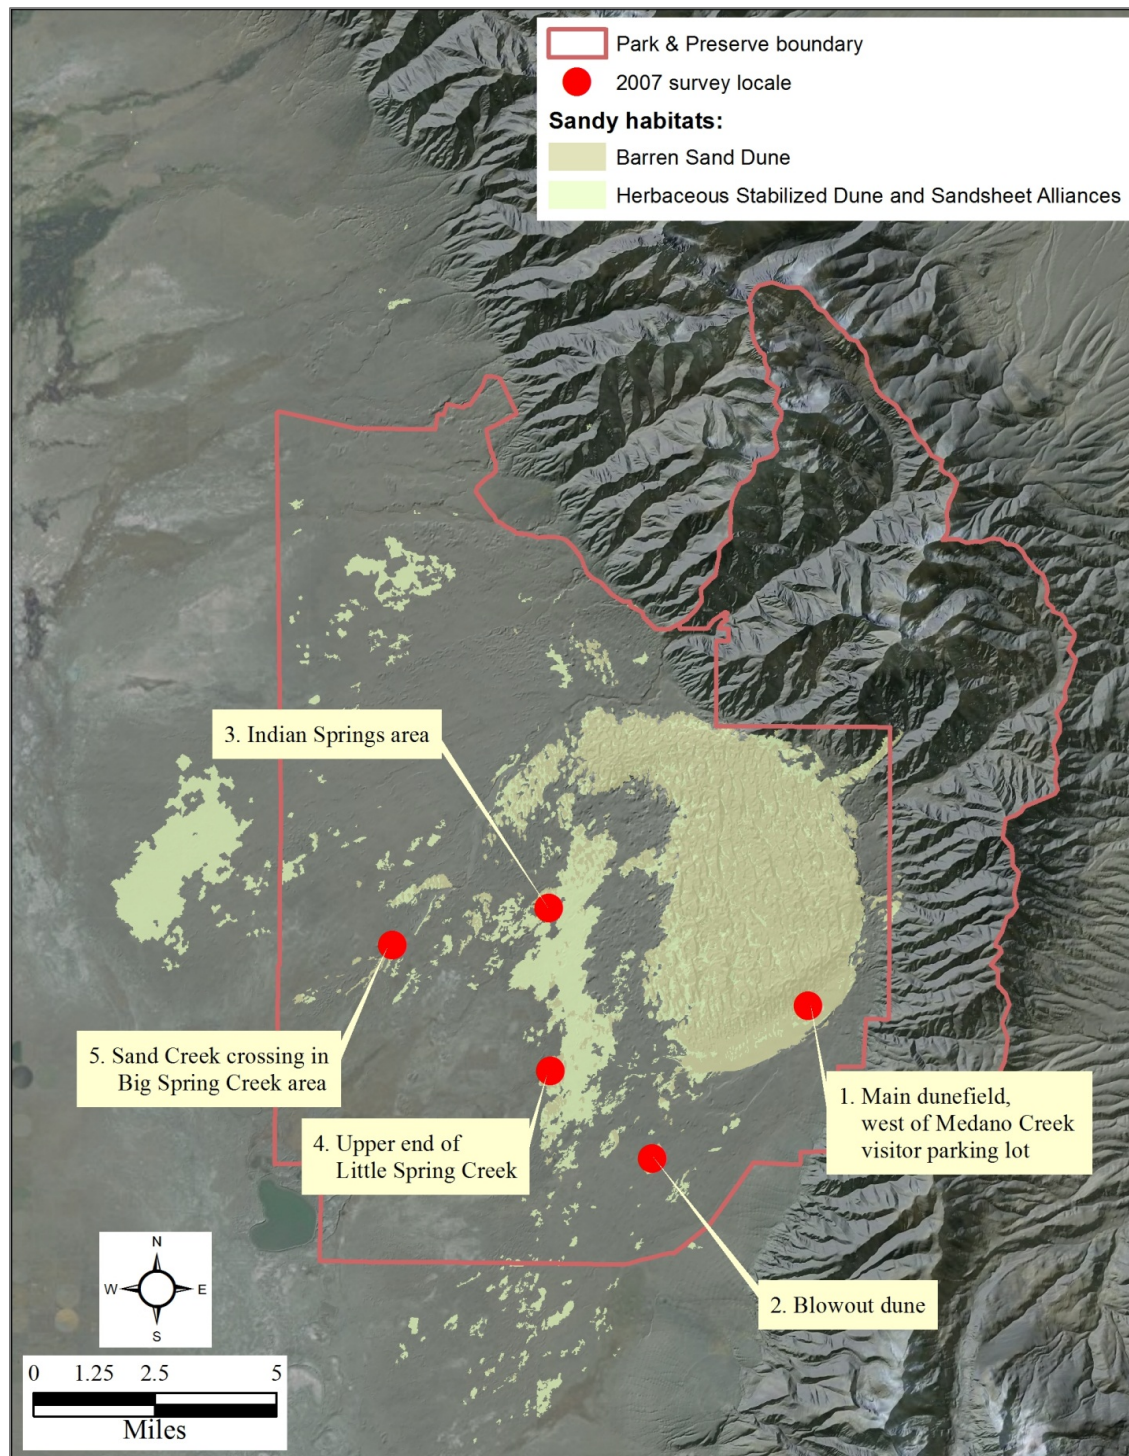 Park & Preserve boundary
2007 survey locale
Sandy habitats:
Barren Sand Dune
Herbaceous Stabilized Dune and Sandsheet Alliances
3. Indian Springs area
5. Sand Creek crossing in
Big Spring Creek area
4. Upper end of
Little Spring Creek
1. Main dunefield,
west of Medano Creek
visitor parking lot
2. Blowout dune
N
W E
S
0 1.25 2.5 5
Miles